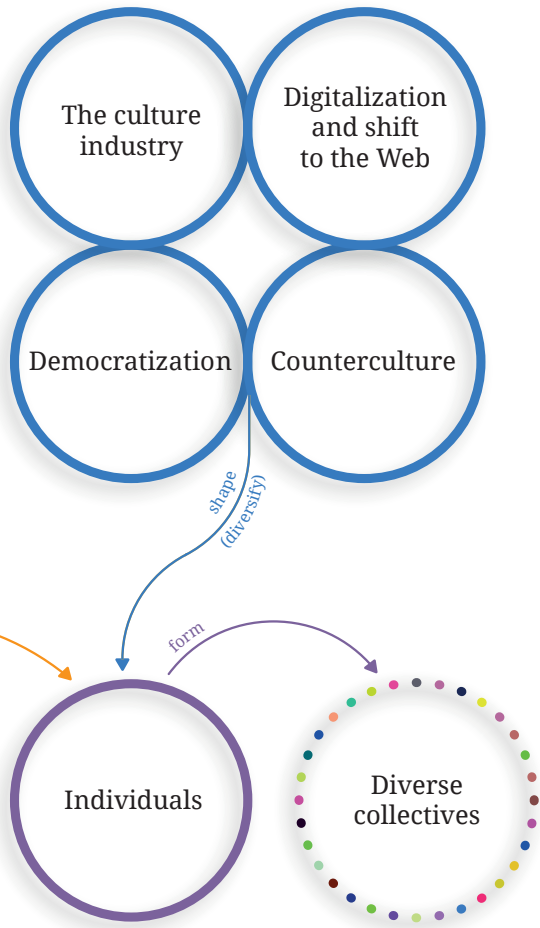 The culture
industry
Digitalization
and shift
to the Web
Democratization
Counterculture
shape
(diversify)
form
Individuals
Diverse
collectives